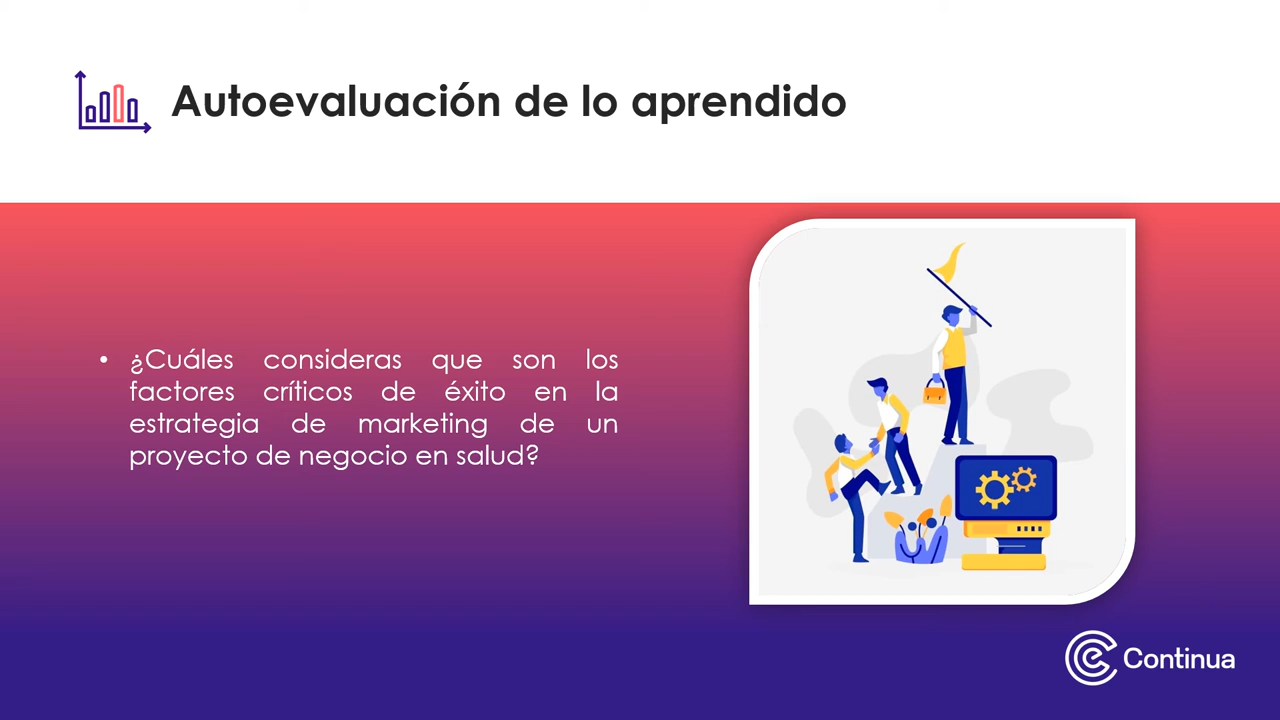 Autoevaluación de lo aprendido
• ¿Cuáles consideras que son los
factores críticos de éxito en la
estrategia de marketing de un
proyecto de negocio en salud?
Continua